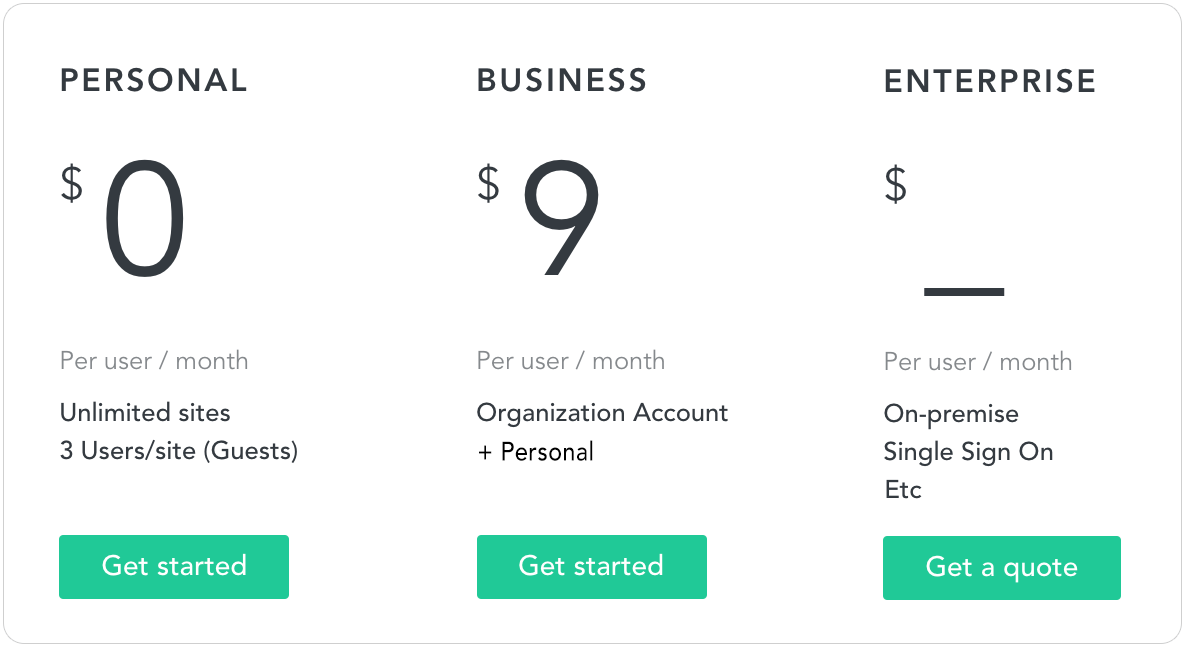 PERSONAL
$ 0
Per user / month
Unlimited sites
3 Users/site (Guests)
Get started
BUSINESS
$ 9
Per user / month
Organization Account
+ Personal
Get started
ENTERPRISE
$ _
Per user / month
On-premise
Single Sign On
Etc
Get a quote